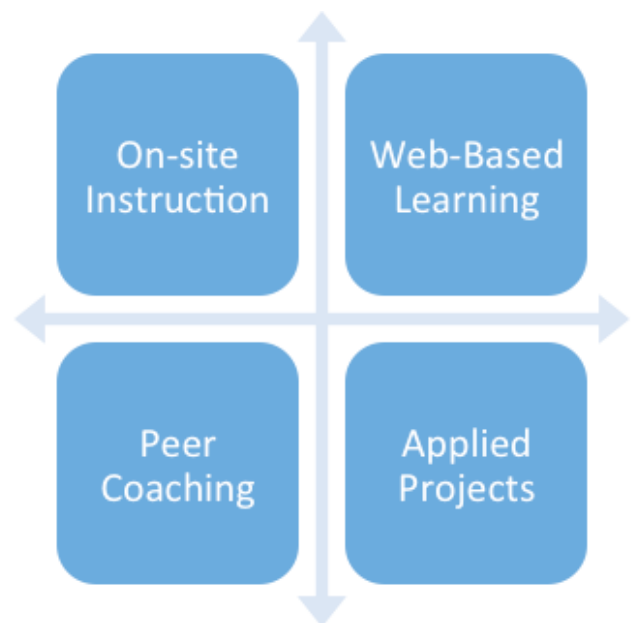 On-site
Instruction
Web-Based
Learning
Peer
Coaching
Applied
Projects